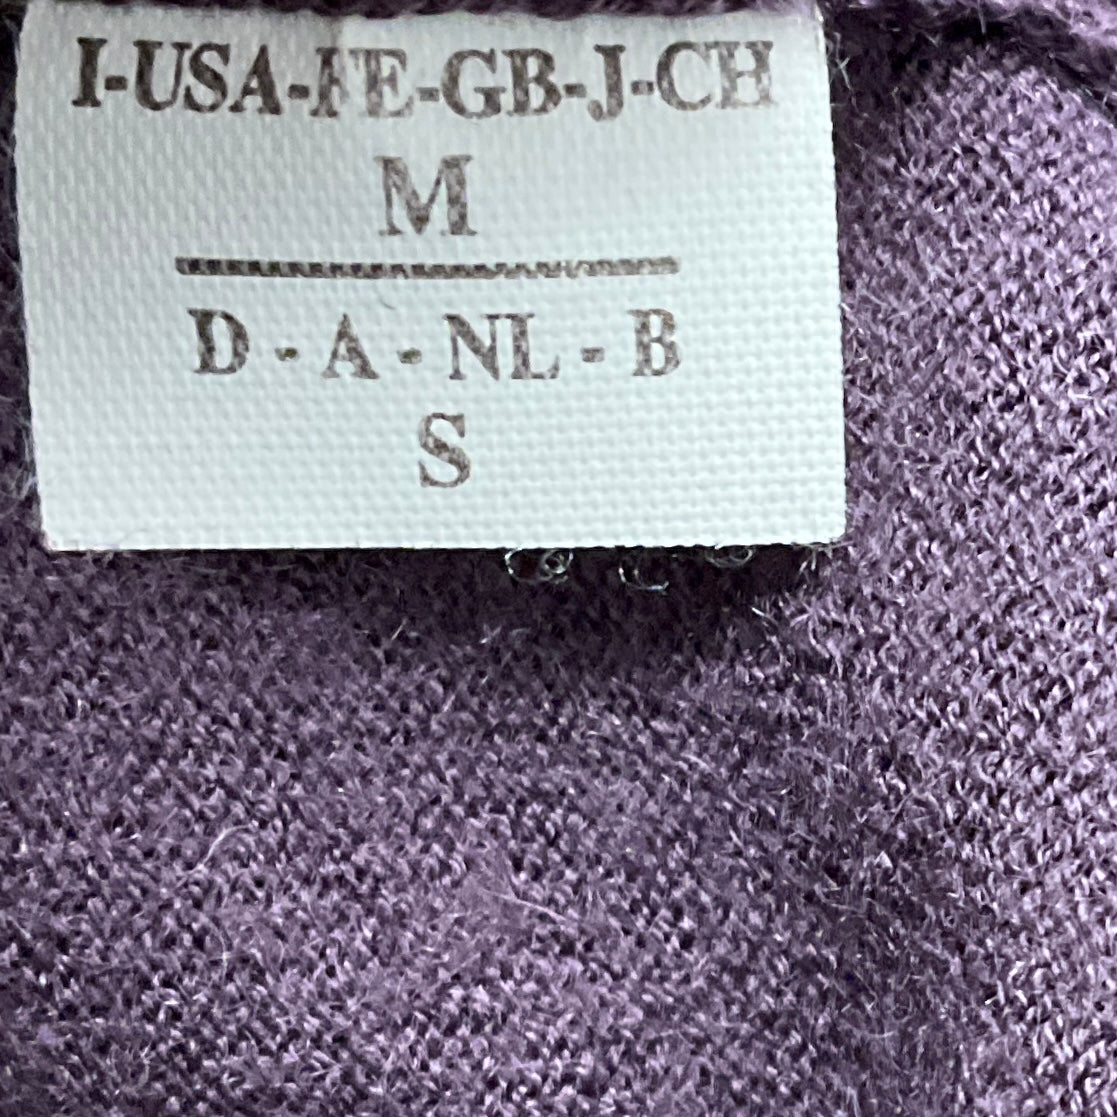 I-USA-FE-GB-J-CH
M
D - A - NL - B
S